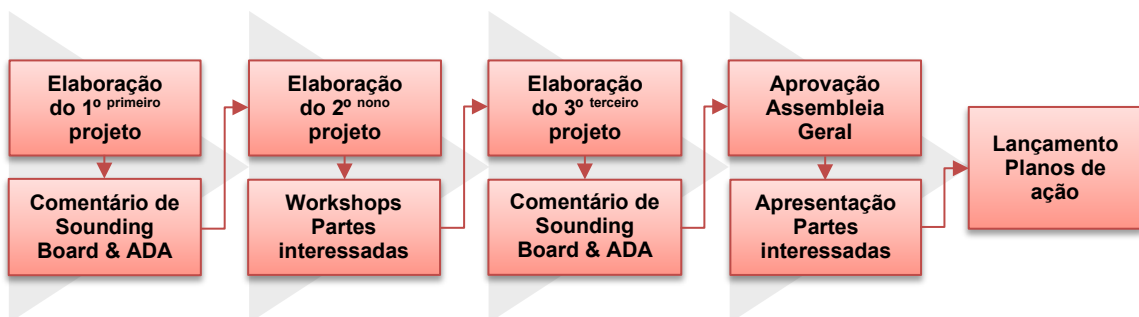 Elaboração
do 1º primeiro
projeto
Comentário de
Sounding
Board & ADA
Elaboração
do 2º nono
projeto
Workshops
Partes
interessadas
Elaboração
do 3º terceiro
projeto
Comentário de
Sounding
Board & ADA
Aprovação
Assembleia
Geral
Apresentação
Partes
interessadas
Lançamento
Planos de
ação